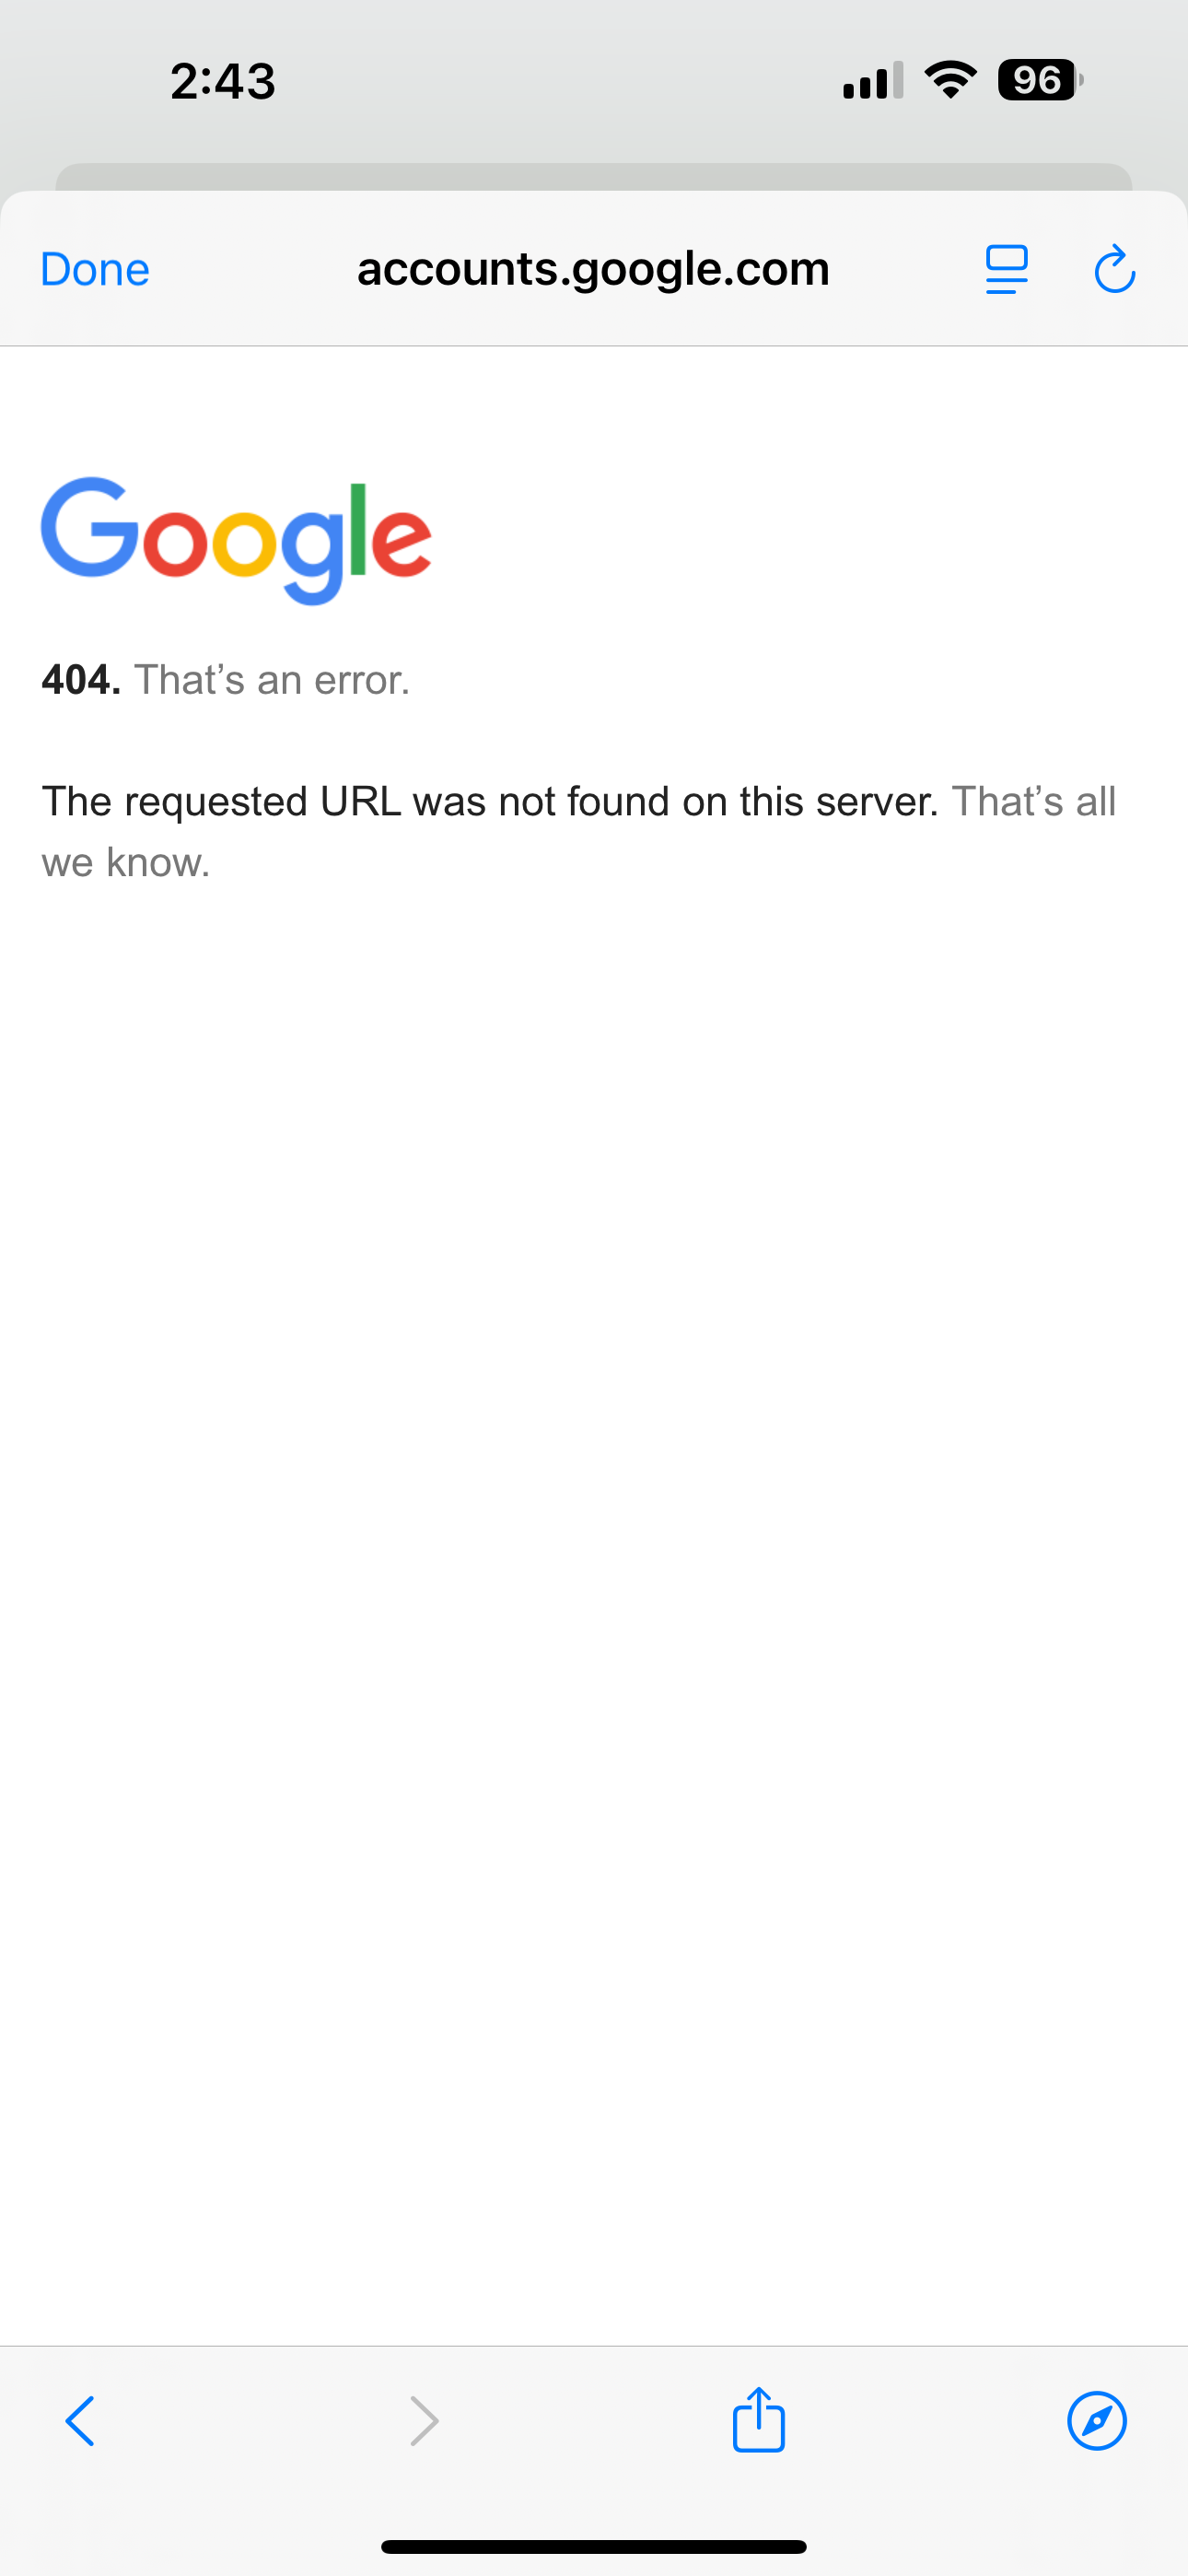 2:43
96
Done
accounts.google.com
Google
404. That’s an error.
The requested URL was not found on this server. That’s all
we know.